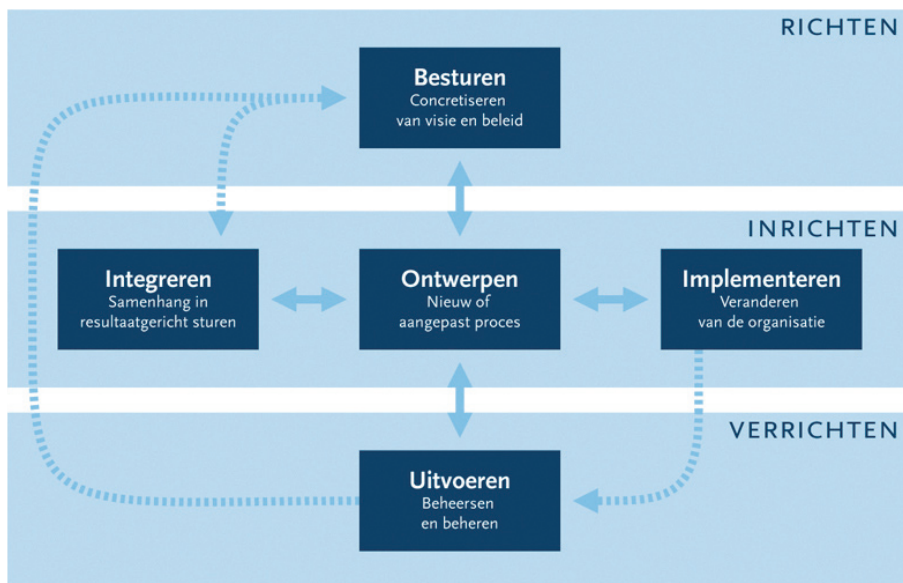 RICHTEN
Besturen
Concretiseren
van visie en beleid
INRICHTEN
Integreren
Samenhang in
resultaatgericht sturen
Ontwerpen
Nieuw of
aangepast proces
Implementeren
Veranderen
van de organisatie
VERRICHTEN
Uitvoeren
Beheersen
en beheren